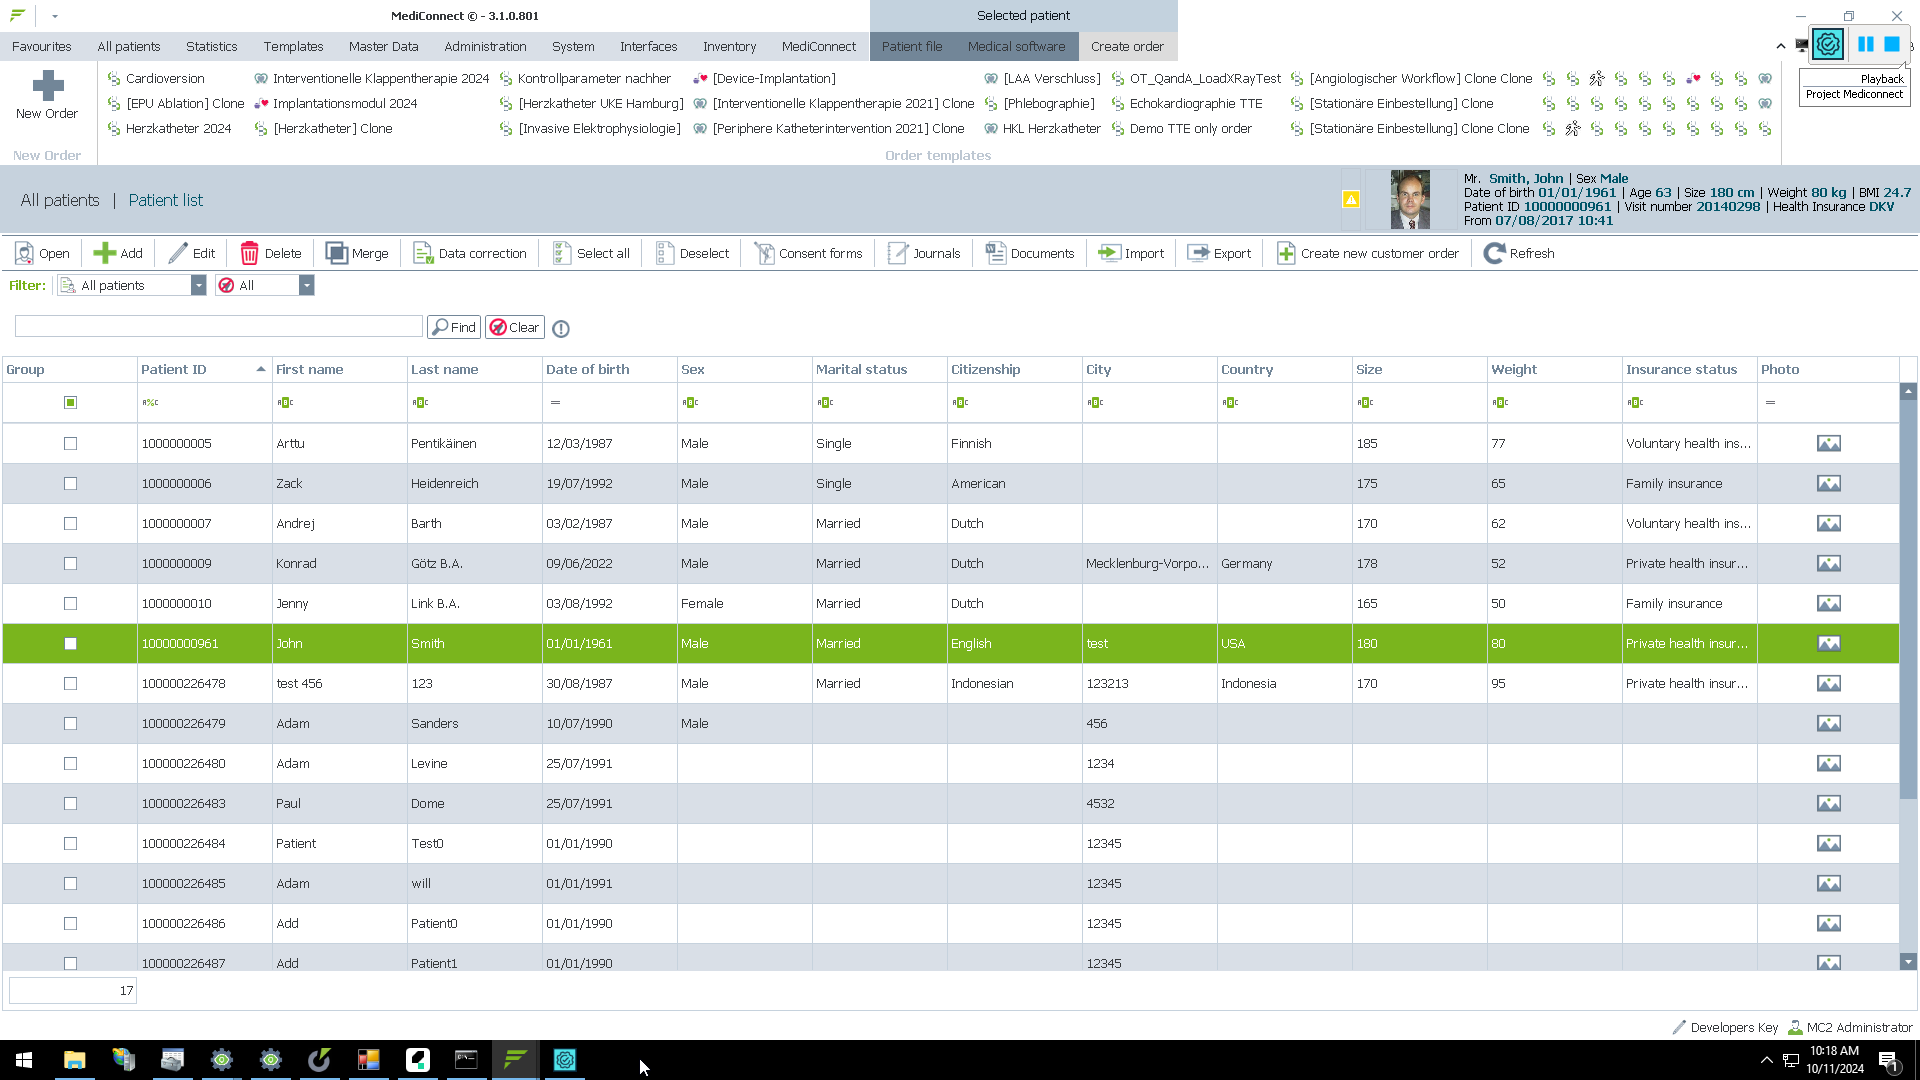 MediConnect © - 3.1.0.801
Selected patient
Favourites All patients Statistics Templates Master Data Administration System Interfaces Inventory MediConnect Patient file Medical software Create order
Playback
Project Mediconnect
New Order
Cardioversion Interventionelle Klappentherapie 2024 Kontrollparameter nachher [Device-Implantation] [LAA Verschluss] OT_QandA_LoadXRayTest [Angiologischer Workflow] Clone Clone
[EPU Ablation] Clone Implantationsmodul 2024 [Herzkatheter UKE Hamburg] [Interventionelle Klappentherapie 2021] Clone [Phlebographie] Echokardiographie TTE [Stationäre Einbestellung] Clone
Herzkatheter 2024 [Herzkatheter] Clone [Invasive Elektrophysiologie] [Periphere Katheterintervention 2021] Clone HKL Herzkatheter Demo TTE only order [Stationäre Einbestellung] Clone Clone
New Order Order templates
All patients | Patient list
Mr. Smith, John | Sex Male
Date of birth 01/01/1961 | Age 63 | Size 180 cm | Weight 80 kg | BMI 24.7
Patient ID 10000000961 | Visit number 20140298 | Health Insurance DKV
From 07/08/2017 10:41
Open Add Edit Delete Merge Data correction Select all Deselect Consent forms Journals Documents Import Export Create new customer order Refresh
Filter: All patients All
Find Clear
Group Patient ID First name Last name Date of birth Sex Marital status Citizenship City Country Size Weight Insurance status Photo
1000000005 Arttu Pentikäinen 12/03/1987 Male Single Finnish 185 77 Voluntary health ins...
1000000006 Zack Heidenreich 19/07/1992 Male Single American 175 65 Family insurance
1000000007 Andrej Barth 03/02/1987 Male Married Dutch 170 62 Voluntary health ins...
1000000009 Konrad Götz B.A. 09/06/2022 Male Married Dutch Mecklenburg-Vorpo... Germany 178 52 Private health insur...
1000000010 Jenny Link B.A. 03/08/1992 Female Married Dutch 165 50 Family insurance
10000000961 John Smith 01/01/1961 Male Married English test USA 180 80 Private health insur...
100000226478 test 456 123 30/08/1987 Male Married Indonesian 123213 Indonesia 170 95 Private health insur...
100000226479 Adam Sanders 10/07/1990 Male 456
100000226480 Adam Levine 25/07/1991 1234
100000226483 Paul Dome 25/07/1991 4532
100000226484 Patient Test0 01/01/1990 12345
100000226485 Adam will 01/01/1991 12345
100000226486 Add Patient0 01/01/1990 12345
100000226487 Add Patient1 01/01/1990 12345
17
Developers Key MC2 Administrator
10:18 AM
10/11/2024
1